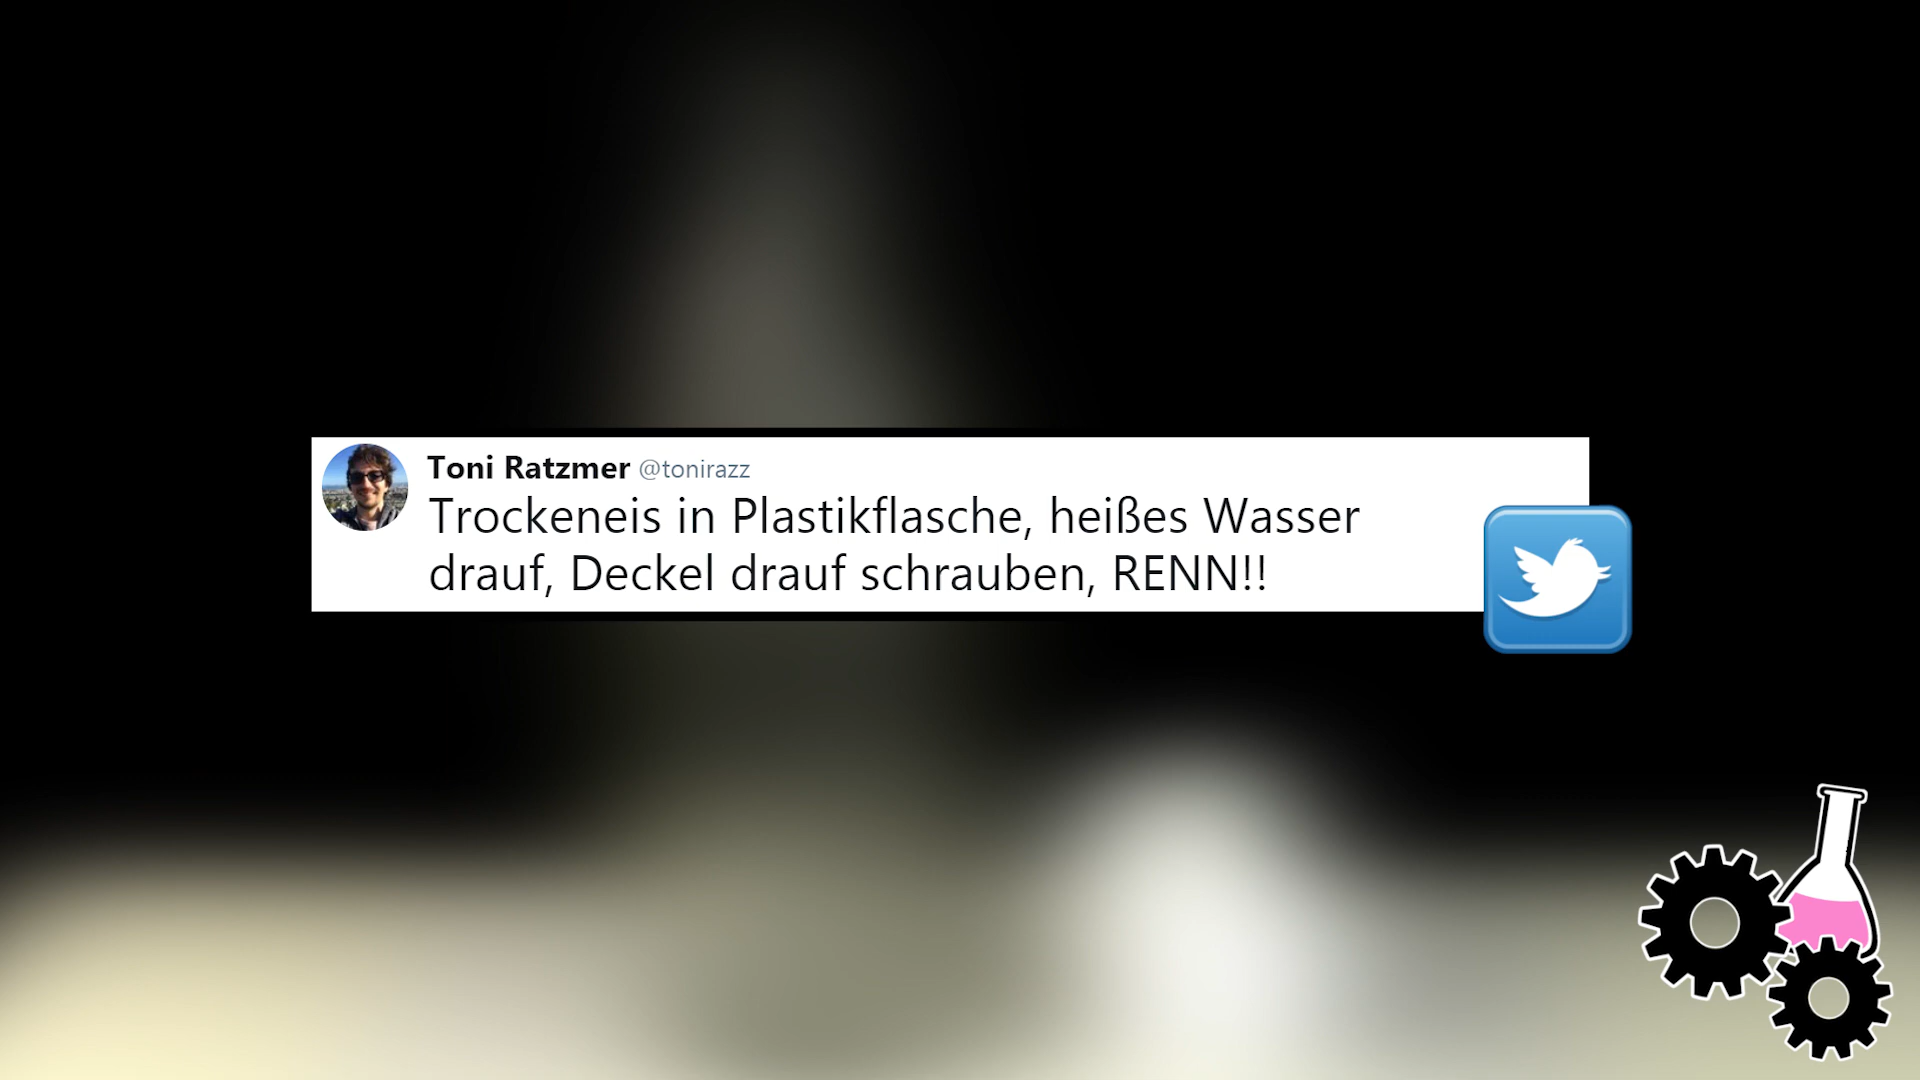 Toni Ratzmer @tonirazz
Trockeneis in Plastikflasche, heißes Wasser
drauf, Deckel drauf schrauben, RENN!!